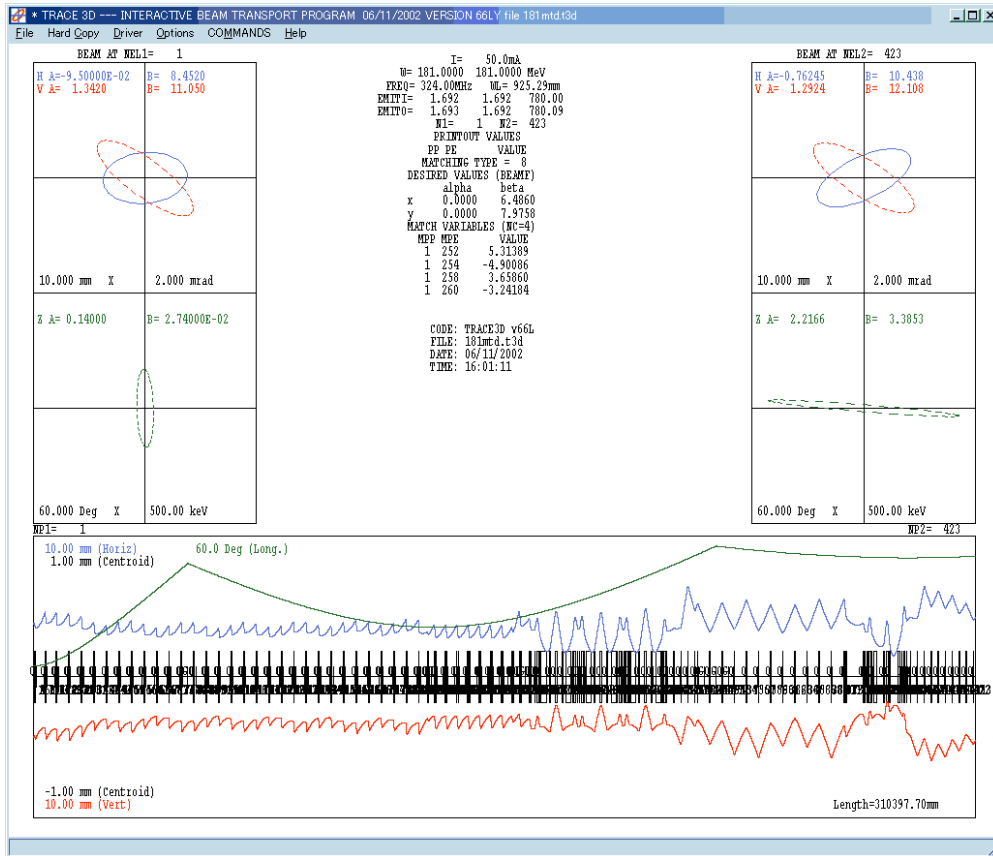 * TRACE 3D --- INTERACTIVE BEAM TRANSPORT PROGRAM 06/11/2002 VERSION 66LY file 181mtd.t3d
File Hard Copy Driver Options COMMANDS Help
BEAM AT NEL1= 1
H A=-9.50000E-02 B= 8.4520
V A= 1.3420 B= 11.050
10.000 mm X 2.000 mrad
Z A= 0.14000 B= 2.74000E-02
60.000 Deg X 500.00 keV
NP1= 1
I= 50.0mA
W= 181.0000 181.0000 MeV
FREQ= 324.00MHz WL= 925.29mm
EMITI= 1.692 1.692 780.00
EMITO= 1.693 1.692 780.09
N1= 1 N2= 423
PRINTOUT VALUES
PP PE VALUE
MATCHING TYPE = 8
DESIRED VALUES (BEAMF)
alpha beta
x 0.0000 6.4860
y 0.0000 7.9758
MATCH VARIABLES (NC=4)
MPP MPE VALUE
1 252 5.31389
1 254 -4.90086
1 258 3.65860
1 260 -3.24184
CODE: TRACE3D v66L
FILE: 181mtd.t3d
DATE: 06/11/2002
TIME: 16:01:11
BEAM AT NEL2= 423
H A=-0.76245 B= 10.438
V A= 1.2924 B= 12.108
10.000 mm X 2.000 mrad
Z A= 2.2166 B= 3.3853
60.000 Deg X 500.00 keV
NP2= 423
10.00 mm (Horiz) 60.0 Deg (Long.)
1.00 mm (Centroid)
-1.00 mm (Centroid)
10.00 mm (Vert) Length=310397.70mm